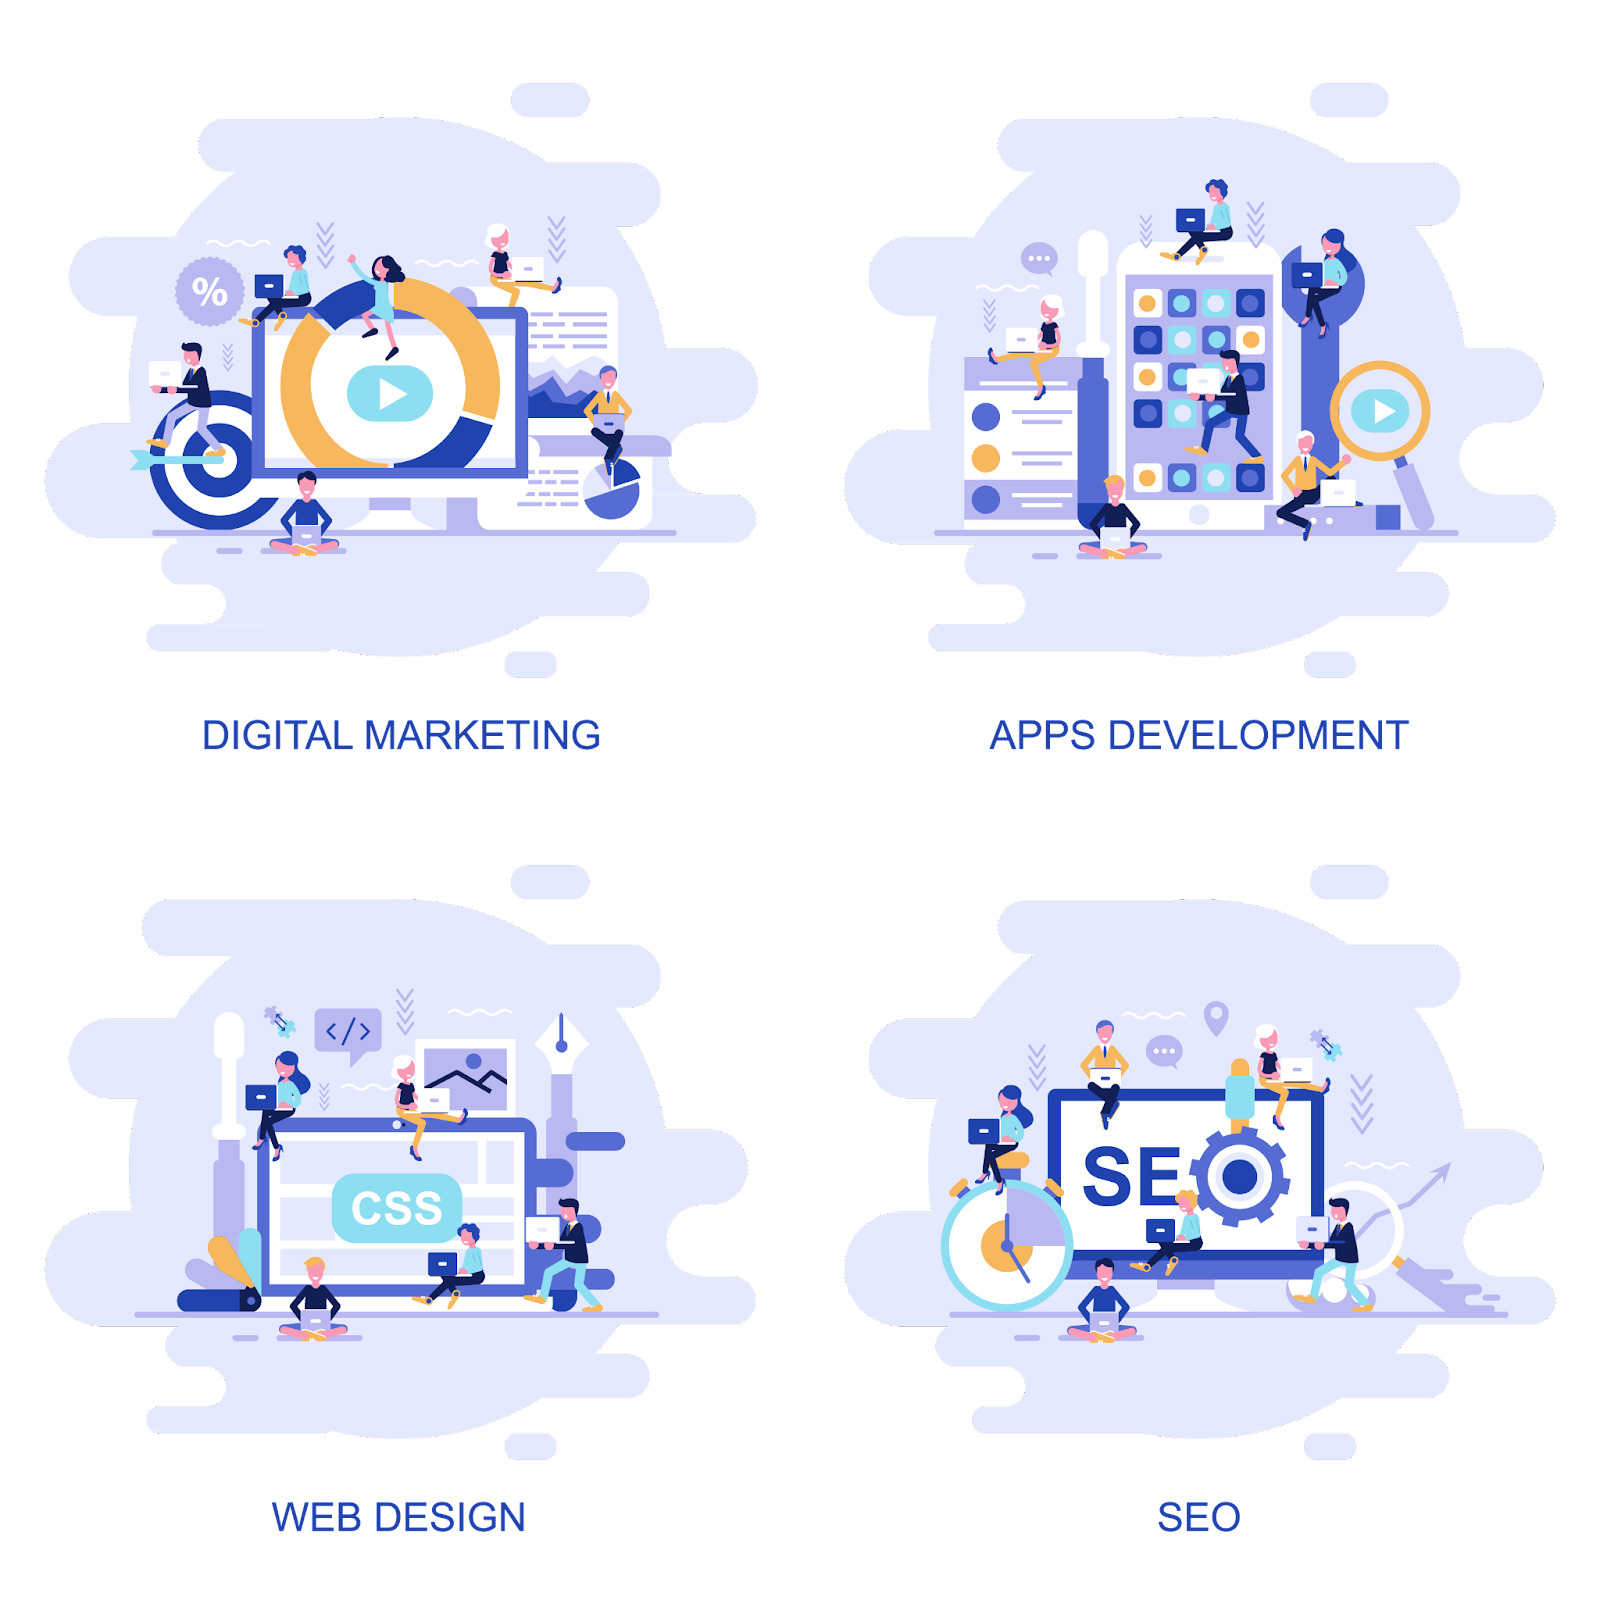 %
DIGITAL MARKETING
APPS DEVELOPMENT
</>
CSS
WEB DESIGN
SE
SEO